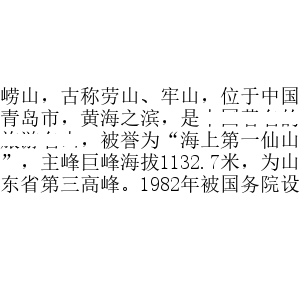 崂山，古称劳山、牢山，位于中国
青岛市，黄海之滨，是
，被誉为“海上第一仙山
”，主峰巨峰海拔1132.7米，为山
东省第三高峰。1982年被国务院设